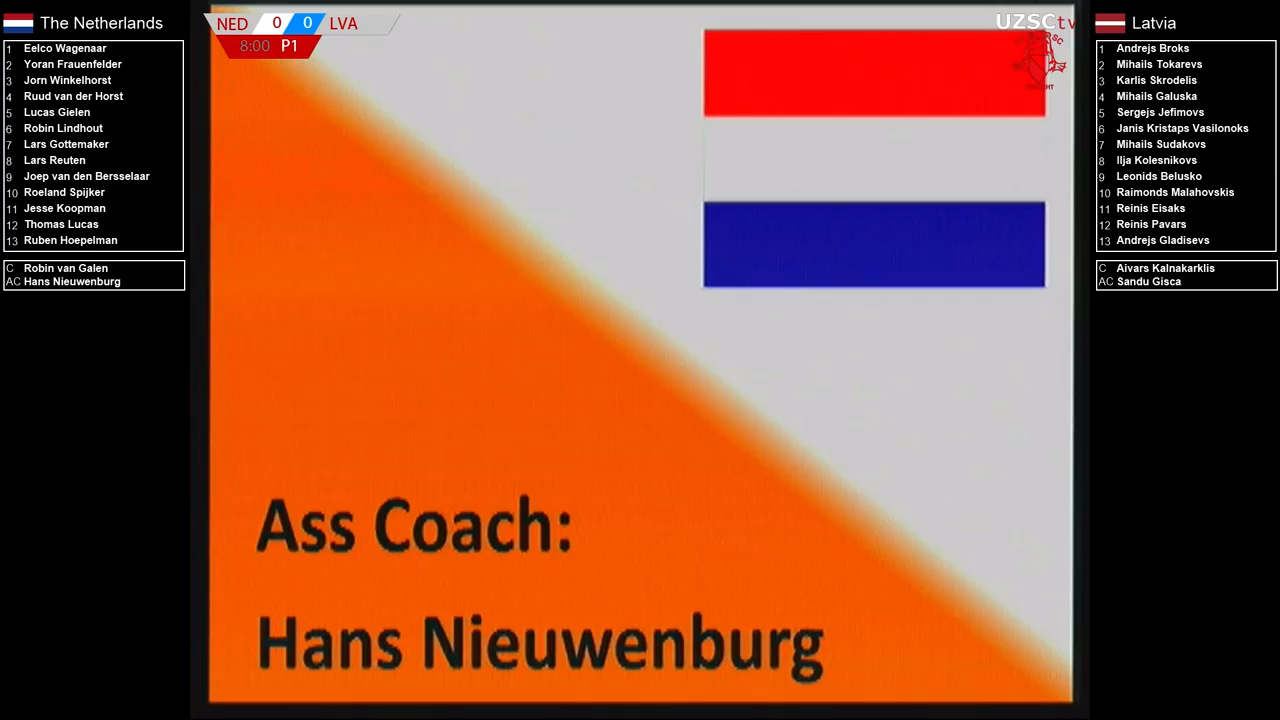 The Netherlands
1 Eelco Wagenaar
2 Yoran Frauenfelder
3 Jorn Winkelhorst
4 Ruud van der Horst
5 Lucas Gielen
6 Robin Lindhout
7 Lars Gottemaker
8 Lars Reuten
9 Joep van den Bersselaar
10 Roeland Spijker
11 Jesse Koopman
12 Thomas Lucas
13 Ruben Hoepelman
C Robin van Galen
AC Hans Nieuwenburg
NED 0 0 LVA
8:00 P1
UZSCtv
Ass Coach:
Hans Nieuwenburg
Latvia
1 Andrejs Broks
2 Mihails Tokarevs
3 Karlis Skrodelis
4 Mihails Galuska
5 Sergejs Jefimovs
6 Janis Kristaps Vasilonoks
7 Mihails Sudakovs
8 Ilja Kolesnikovs
9 Leonids Belusko
10 Raimonds Malahovskis
11 Reinis Eisaks
12 Reinis Pavars
13 Andrejs Gladisevs
C Aivars Kalnakarklis
AC Sandu Gisca